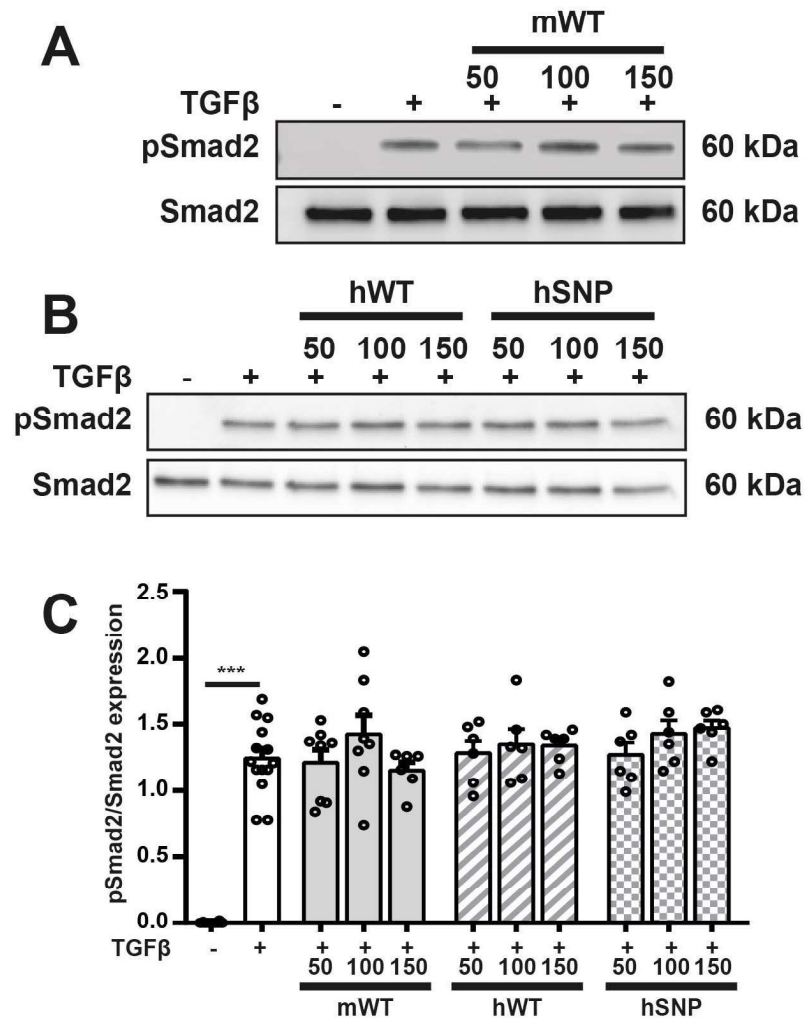 A
mWT
50 100 150
TGFβ - + + + +
pSmad2 60 kDa
Smad2 60 kDa
B
hWT hSNP
50 100 150 50 100 150
TGFβ - + + + + + + +
pSmad2 60 kDa
Smad2 60 kDa
C
pSmad2/Smad2 expression
2.5
2.0
1.5
1.0
0.5
0.0
***
TGFβ - + + + + + + + + + +
50 100 150 50 100 150 50 100 150
mWT hWT hSNP